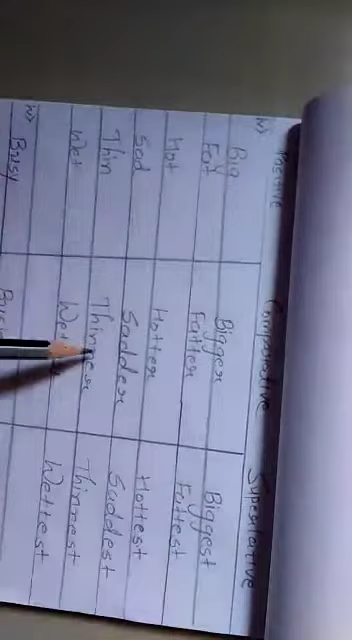 Positive Comparative Superlative
Big Bigger Biggest
Fat Fatter Fattest
Hot Hotter Hottest
Sad Sadder Saddest
Thin Thinner Thinnest
Wet
Wettest
Busy